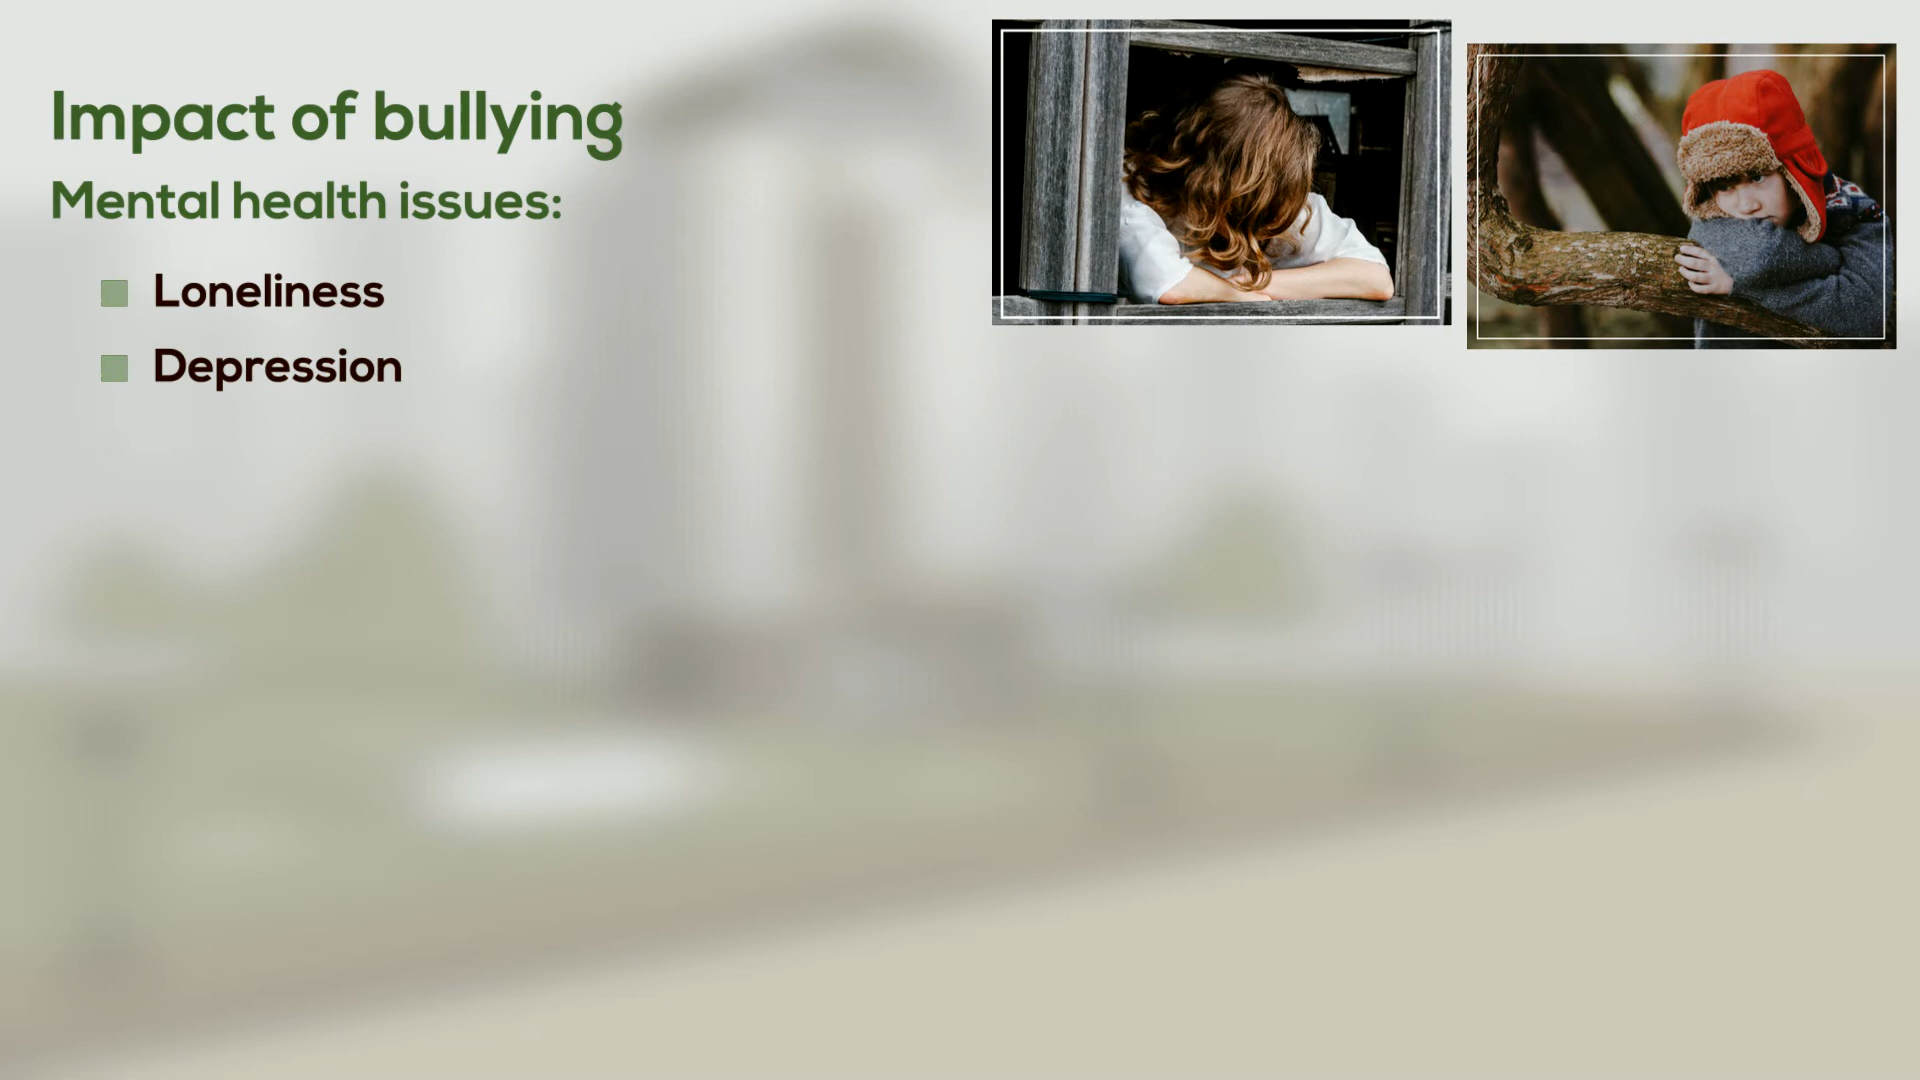 Impact of bullying
Mental health issues:
Loneliness
Depression